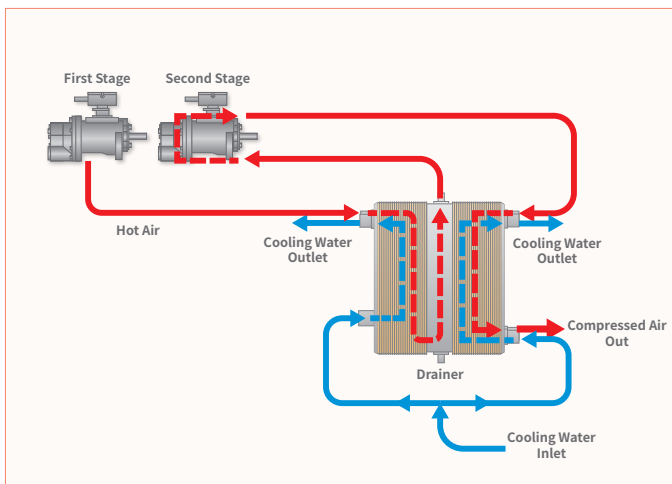 First Stage
Second Stage
Hot Air
Cooling Water
Outlet
Cooling Water
Outlet
Compressed Air
Out
Drainer
Cooling Water
Inlet